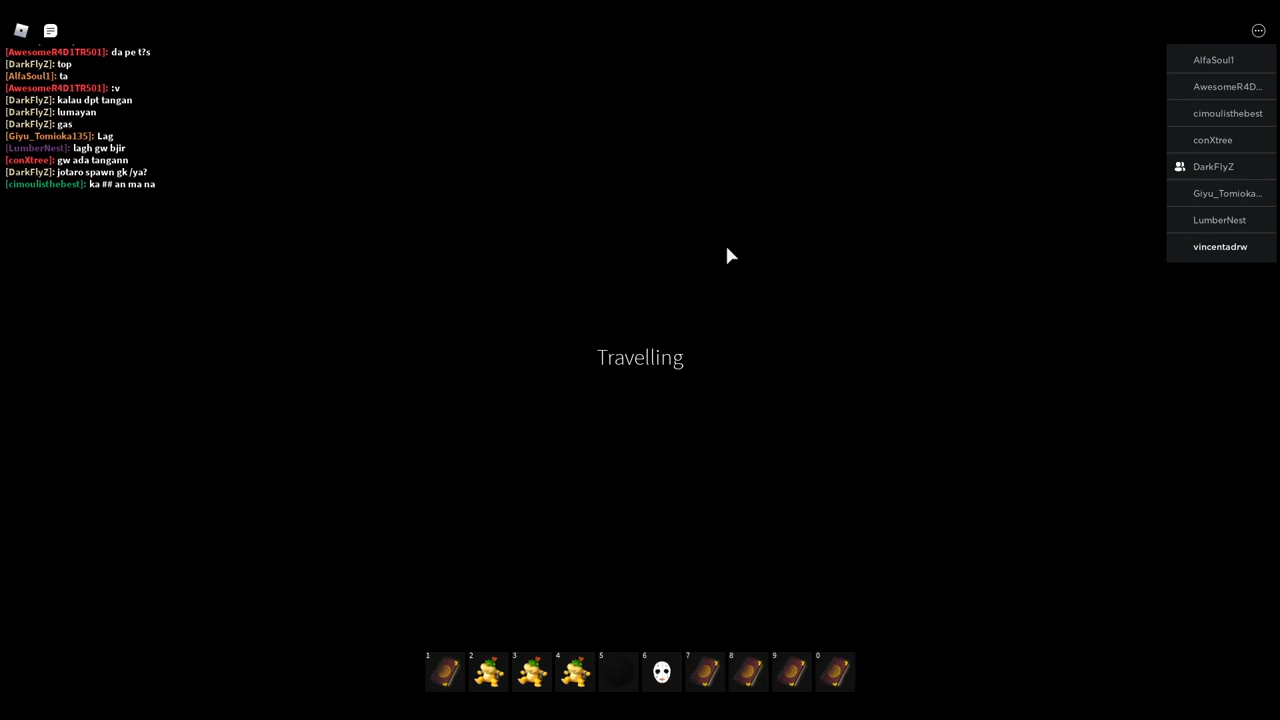 [AwesomeR4D1TR501]: da pe t?s
[DarkFlyZ]: top
[AlfaSoul1]: ta
[AwesomeR4D1TR501]: :v
[DarkFlyZ]: kalau dpt tangan
[DarkFlyZ]: lumayan
[DarkFlyZ]: gas
[Giyu_Tomioka135]: Lag
[LumberNest]: lagh gw bjir
[conXtree]: gw ada tangann
[DarkFlyZ]: jotaro spawn gk /ya?
[cimoulisthebest]: ka ## an ma na
AlfaSoul1
AwesomeR4D...
cimoulisthebest
conXtree
DarkFlyZ
Giyu_Tomioka...
LumberNest
vincentadrw
Travelling
1 2 3 4 5 6 7 8 9 0